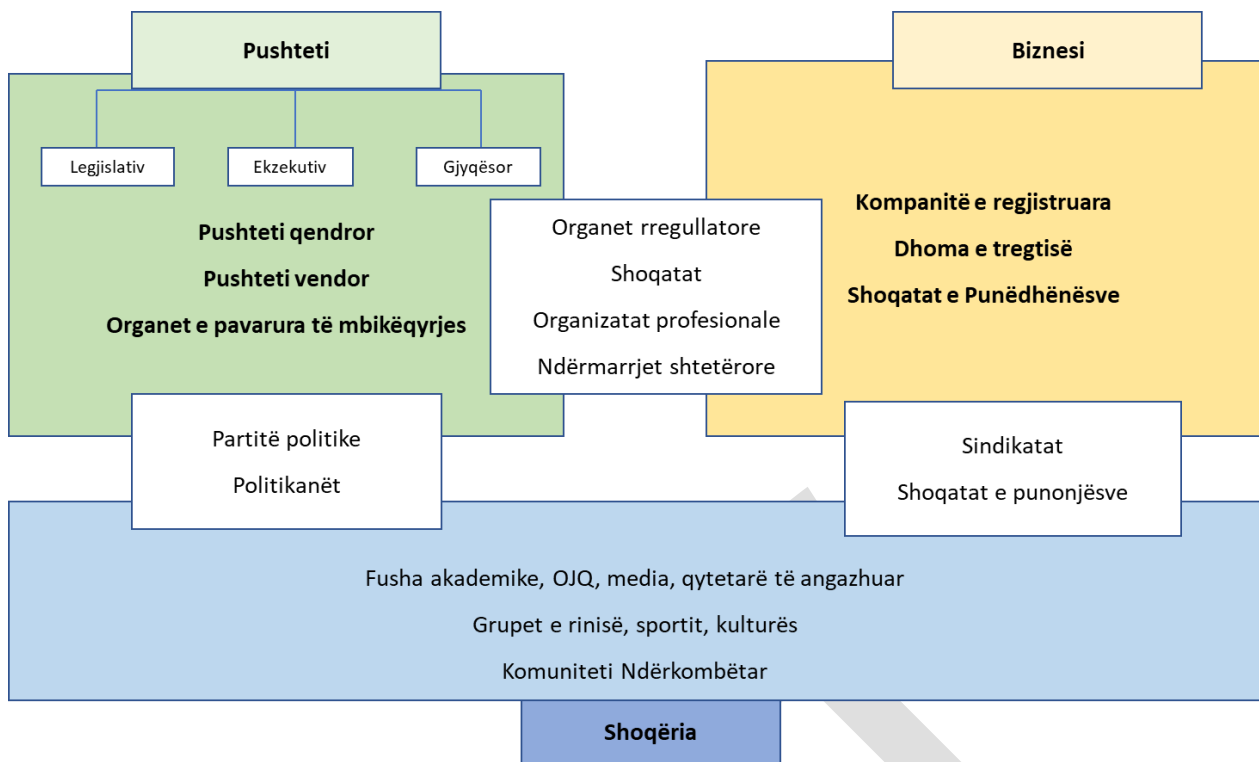 Pushteti
Legjislativ
Ekzekutiv
Gjyqësor
Pushteti qendror
Pushteti vendor
Organet e pavarura të mbikëqyrjes
Organet rregullatore
Shoqatat
Organizatat profesionale
Ndërmarrjet shtetërore
Biznesi
Kompanitë e regjistruara
Dhoma e tregtisë
Shoqatat e Punëdhënësve
Partitë politike
Politikanët
Sindikatat
Shoqatat e punonjësve
Fusha akademike, OJQ, media, qytetarë të angazhuar
Grupet e rinisë, sportit, kulturës
Komuniteti Ndërkombëtar
Shoqëria